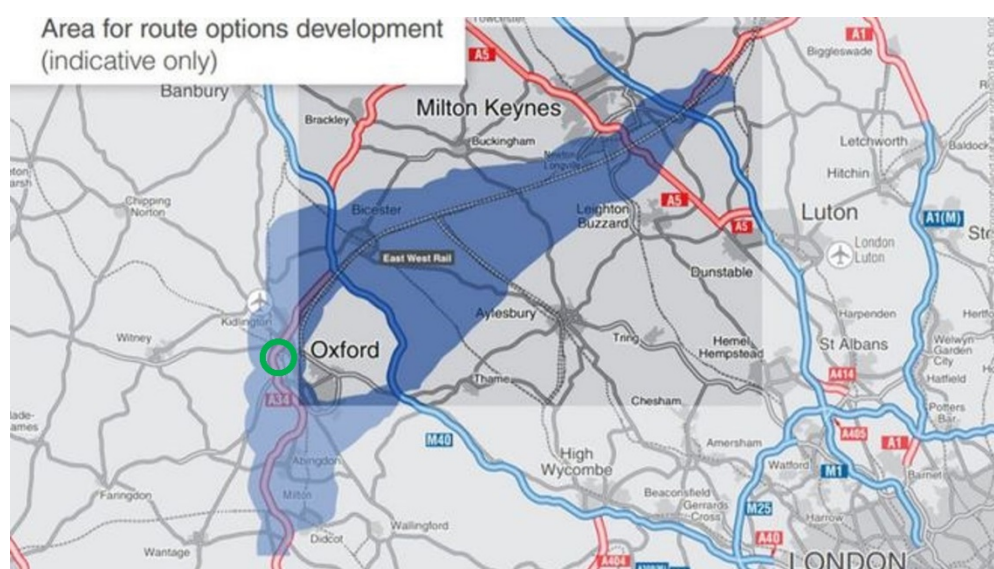 Area for route options development
(indicative only)
A5
A1
Biggleswade
Banbury
Brackley
Milton Keynes
Buckingham
Letchworth
Baldock
Hitchin
Chipping
Norton
Bicester
Leighton
Buzzard
A5
A5
Luton
A1(M)
East West Rail
London
Luton
Dunstable
Kidlington
Aylesbury
Harpenden
Witney
Oxford
Tring
Hemel
Hempstead
St Albans
Welwyn
Garden
City
Thame
A414
Hatfield
A34
Chesham
Potters
Bar
M40
A405
A1
Amersham
Abingdon
High
Wycombe
Watford
M1
Barnet
Faringdon
Milton
Beaconsfield
Gerrards
Cross
M25
Harrow
Wallingford
Didcot
Wantage
A40
A404
LONDON